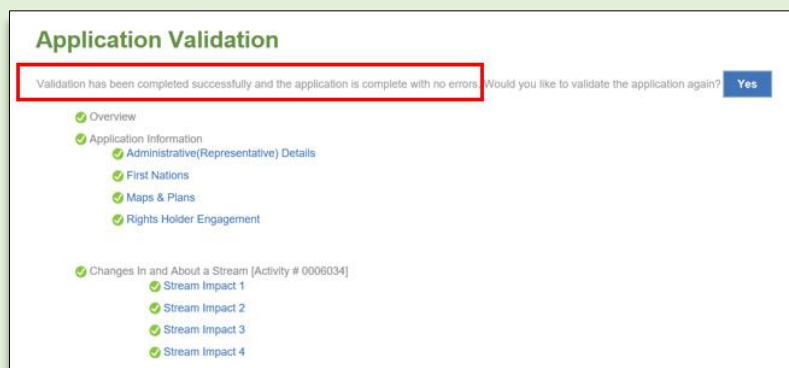 Application Validation
Validation has been completed successfully and the application is complete with no errors. Would you like to validate the application again? Yes
Overview
Application Information
Administrative(Representative) Details
First Nations
Maps & Plans
Rights Holder Engagement
Changes In and About a Stream [Activity # 0006034]
Stream Impact 1
Stream Impact 2
Stream Impact 3
Stream Impact 4